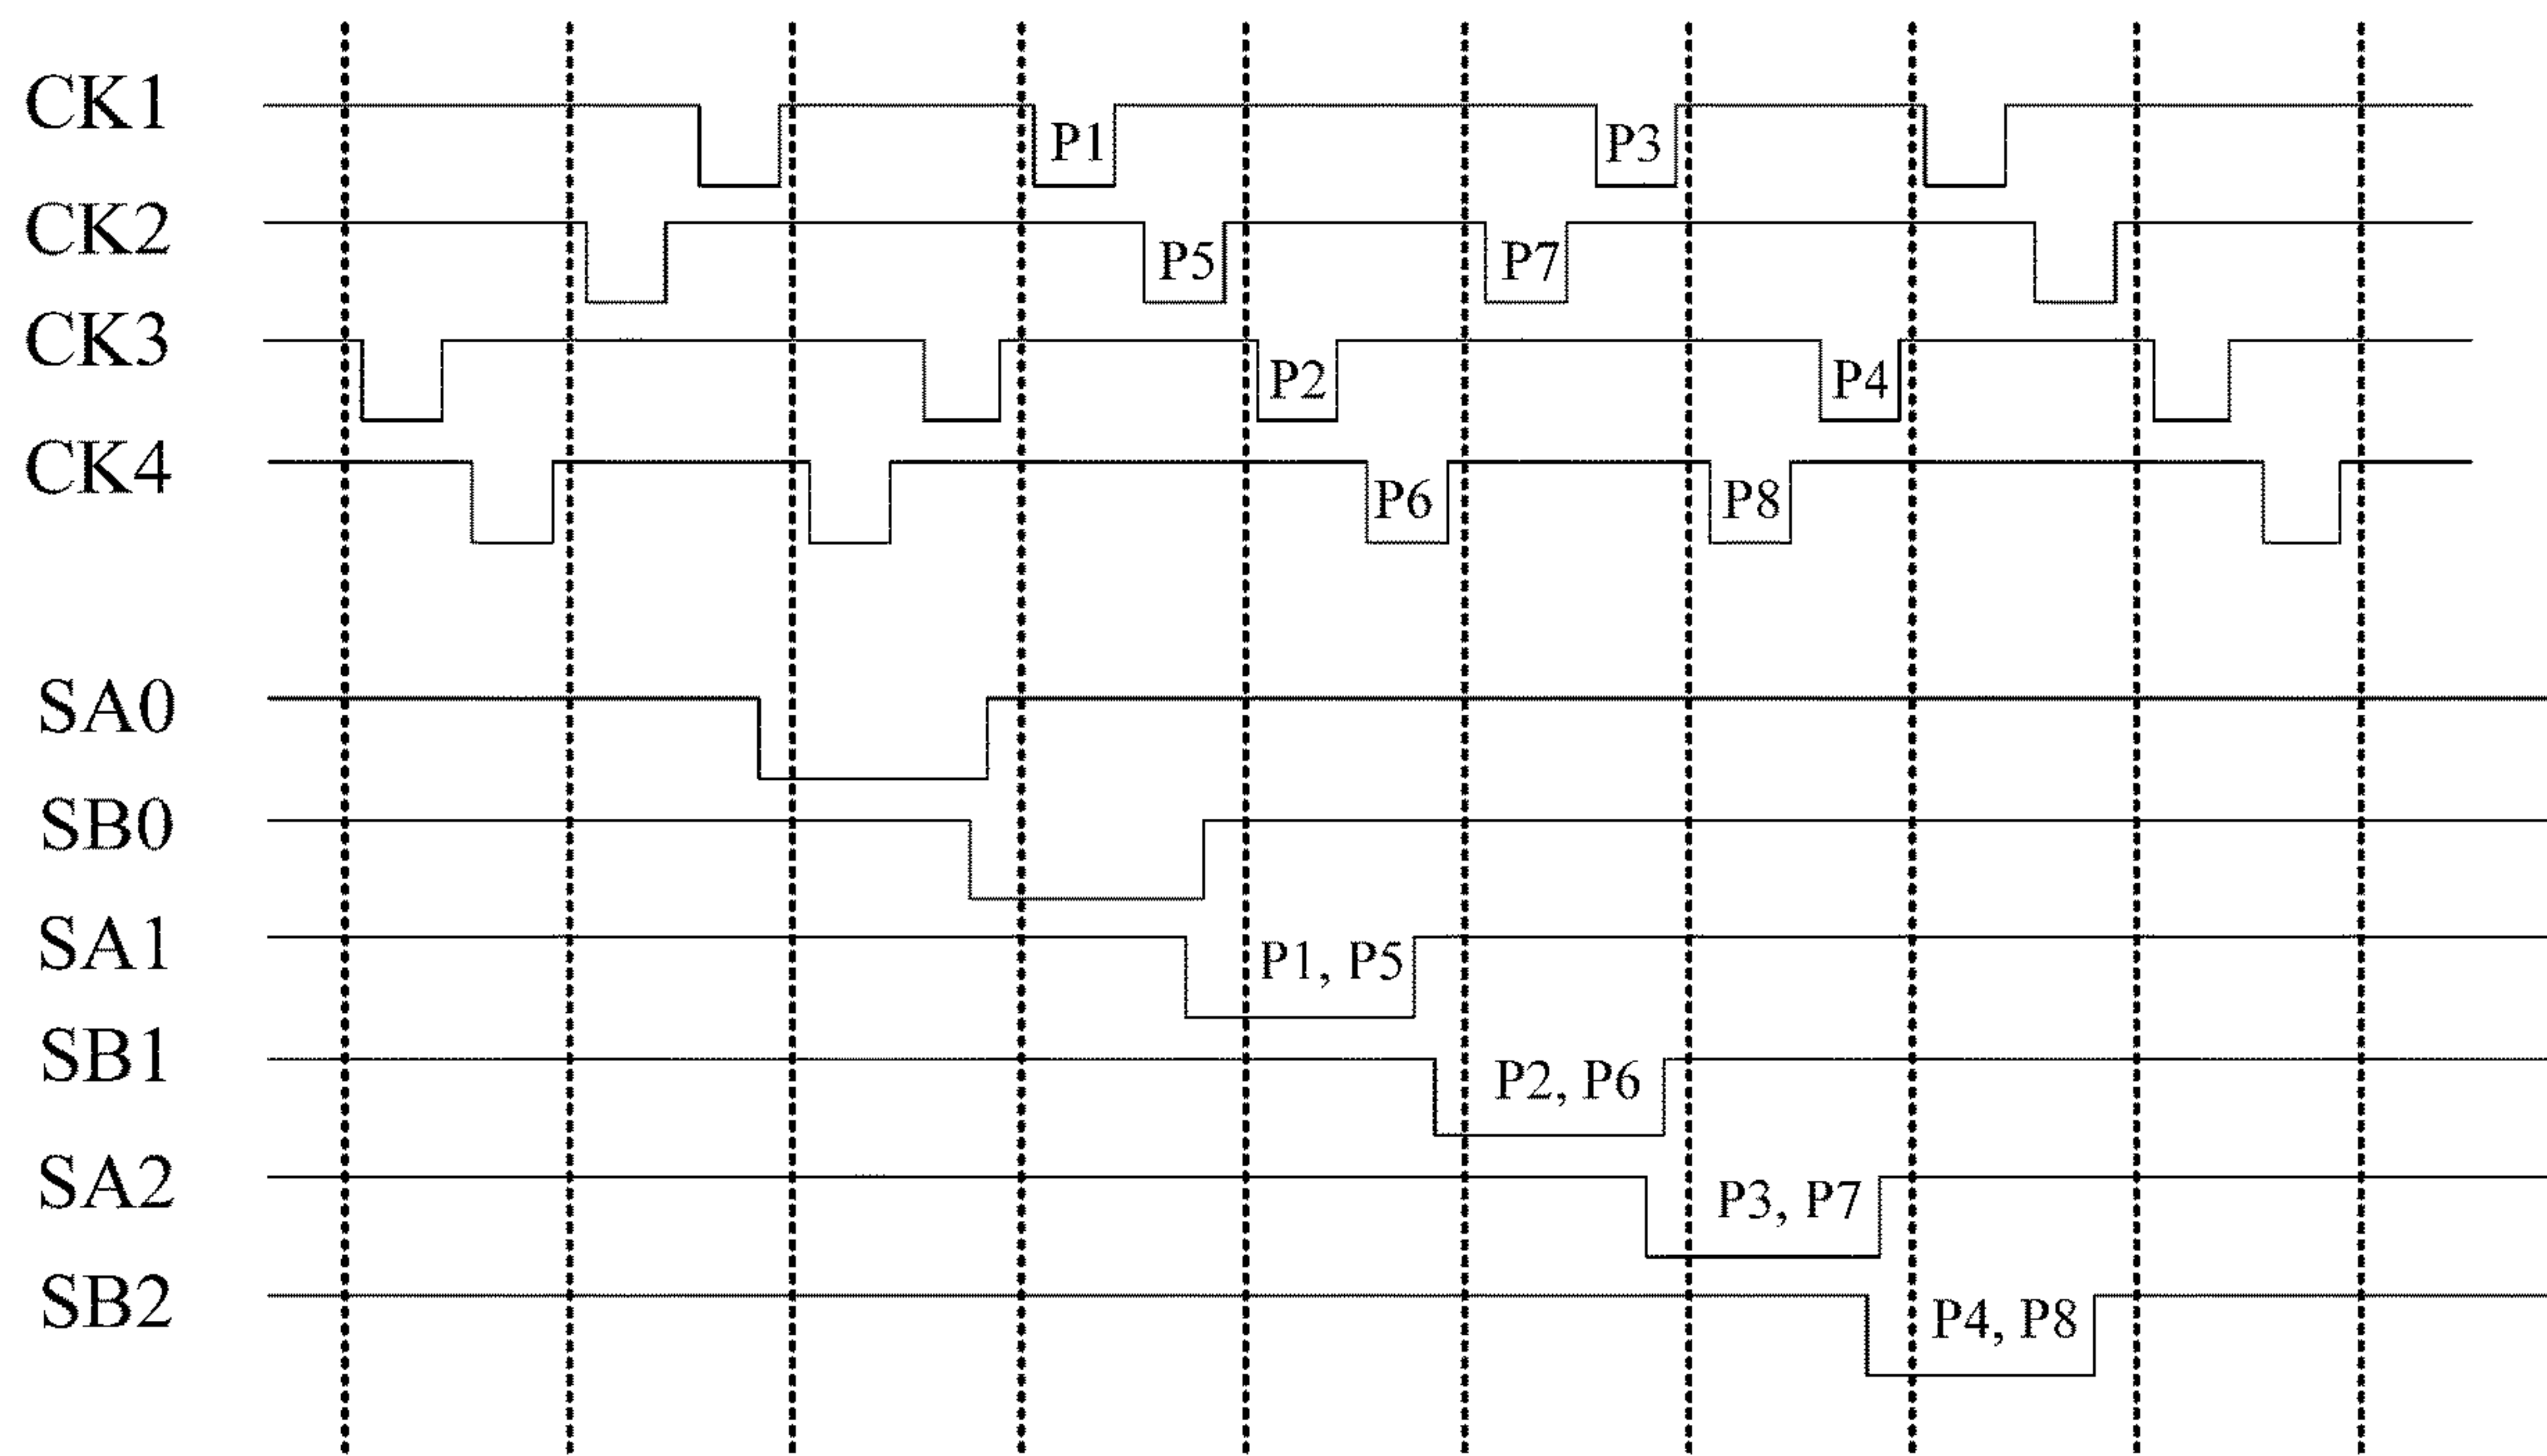 CK1 P1 P3
CK2 P5 P7
CK3 P2 P4
CK4 P6 P8
SA0
SB0
SA1 P1, P5
SB1 P2, P6
SA2 P3, P7
SB2 P4, P8